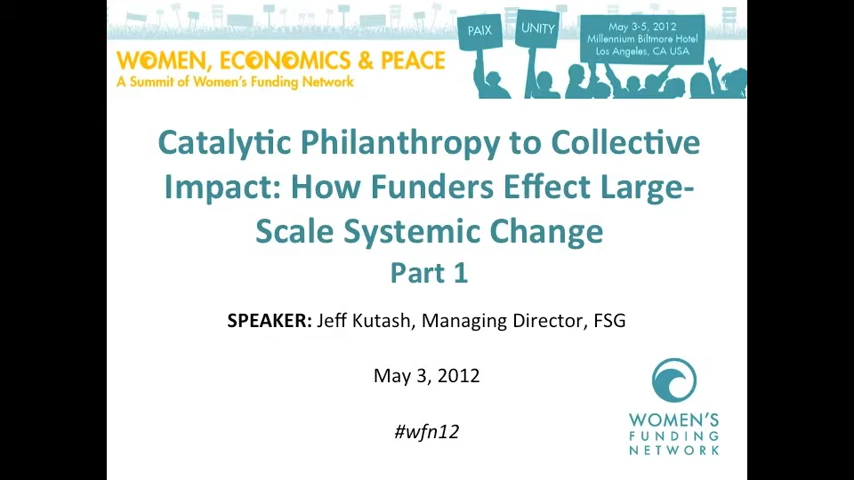 WOMEN, ECONOMICS & PEACE
A Summit of Women's Funding Network
PAIX
UNITY
May 3-5, 2012
Millennium Biltmore Hotel
Los Angeles, CA USA
Catalytic Philanthropy to Collective
Impact: How Funders Effect Large-
Scale Systemic Change
Part 1
SPEAKER: Jeff Kutash, Managing Director, FSG
May 3, 2012
#wfn12
WOMEN'S
FUNDING
NETWORK